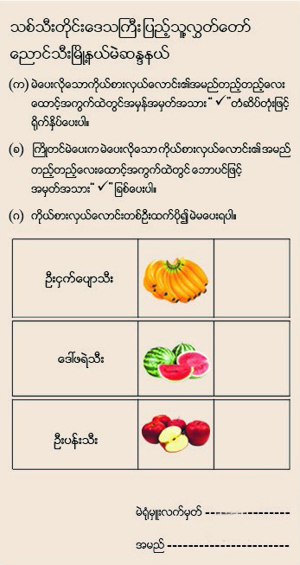 သစ်သီးတိုင်းဒေသကြီးပြည့်သူ့လွှတ်တော်
ညောင်သီးမြို့နယ်မဲဆန္ဒနယ်
(က) မဲပေးလိုသောကိုယ်စားလှယ်လောင်း၏အမည်တည့်တည့်လေး
ထောင့်အကွက်ထဲတွင်အမှန်အမှတ်အသား “ ✓ ” တံဆိပ်တုံးဖြင့်
ရိုက်နှိပ်ပေးပါ။
(ခ) ကြိုတင်မဲပေးကမဲပေးလိုသော ကိုယ်စားလှယ်လောင်း၏အမည်
တည့်တည့်လေးထောင့်အကွက်ထဲတွင် ဘောပင်ဖြင့်
အမှတ်အသား“ ✓ ”ခြစ်ပေးပါ။
(ဂ) ကိုယ်စားလှယ်လောင်းတစ်ဦးထက်ပို၍မဲမပေးရပါ။
ဦးငှက်ပျောသီး
ဒေါ်ဖရဲသီး
ဦးပန်းသီး
မဲရုံမှူးလက်မှတ် ----------------
အမည် ----------------------